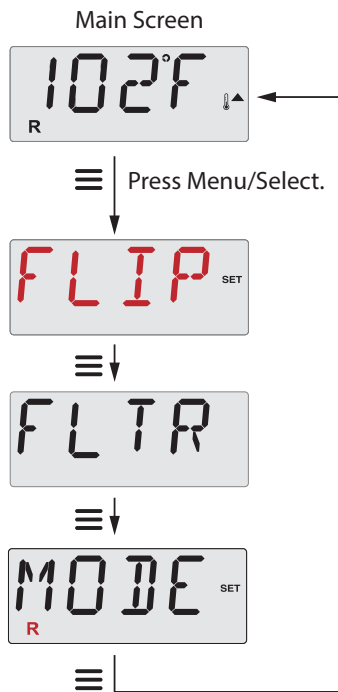 Main Screen
102°F
R
Press Menu/Select.
FLIP SET
FLTR
MODE SET
R